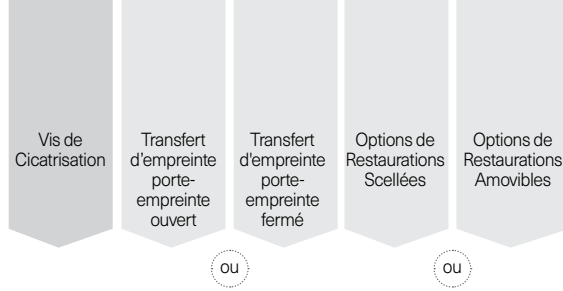 Vis de
Cicatrisation
Transfert
d'empreinte
porte-
empreinte
ouvert
Transfert
d'empreinte
porte-
empreinte
fermé
Options de
Restaurations
Scellées
Options de
Restaurations
Amovibles
ou
ou